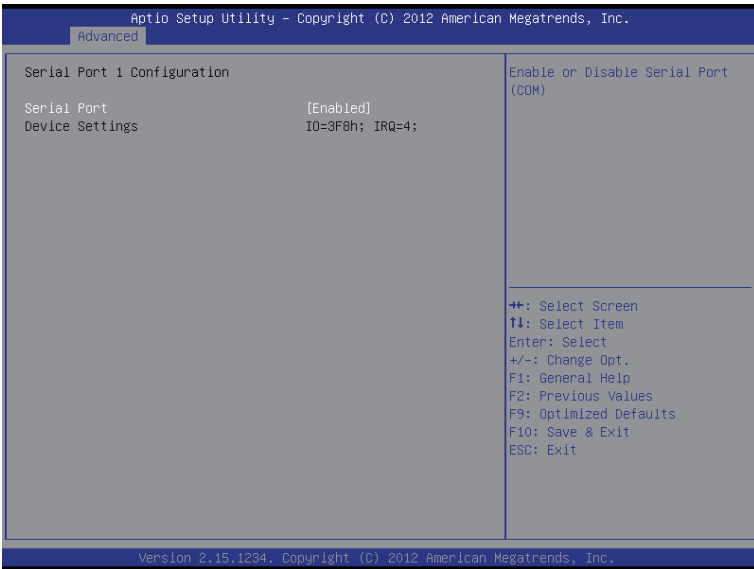 Aptio Setup Utility – Copyright (C) 2012 American Megatrends, Inc.
Advanced
Serial Port 1 Configuration
Serial Port [Enabled]
Device Settings IO=3F8h; IRQ=4;
Enable or Disable Serial Port
(COM)
→←: Select Screen
↑↓: Select Item
Enter: Select
+/-: Change Opt.
F1: General Help
F2: Previous Values
F9: Optimized Defaults
F10: Save & Exit
ESC: Exit
Version 2.15.1234. Copyright (C) 2012 American Megatrends, Inc.